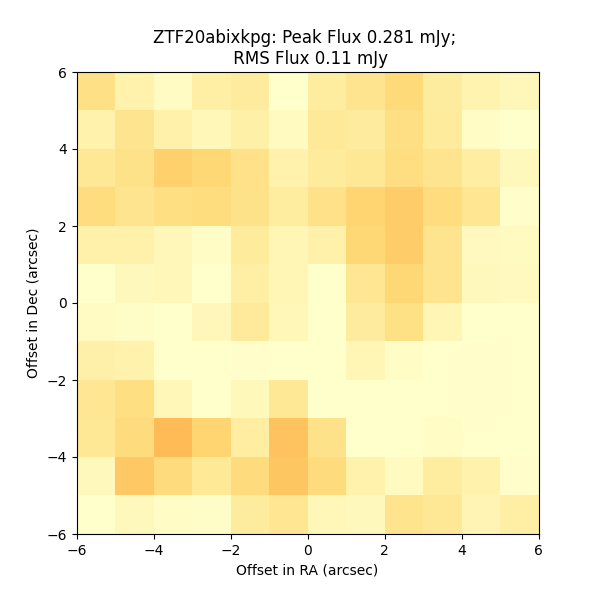 ZTF20abixkpg: Peak Flux 0.281 mJy;
RMS Flux 0.11 mJy
6
4
2
0
−2
−4
−6
Offset in Dec (arcsec)
−6 −4 −2 0 2 4 6
Offset in RA (arcsec)